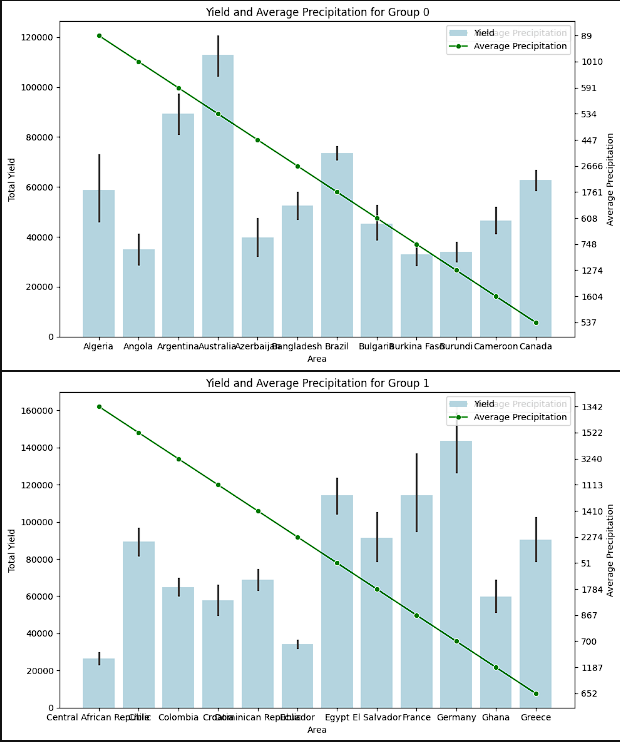 Yield and Average Precipitation for Group 0
Yield
Average Precipitation
Average Precipitation
120000
100000
80000
60000
40000
20000
0
Total Yield
89
1010
591
534
447
2666
1761
608
748
1274
1604
537
Average Precipitation
Algeria Angola Argentina Australia Azerbaijan Bangladesh Brazil Bulgaria Burkina Faso Burundi Cameroon Canada
Area
Yield and Average Precipitation for Group 1
Yield
Average Precipitation
Average Precipitation
160000
140000
120000
100000
80000
60000
40000
20000
0
Total Yield
1342
1522
3240
1113
1410
2274
51
1784
867
700
1187
652
Average Precipitation
Central African Republic Chile Colombia Croatia Dominican Republic Ecuador Egypt El Salvador France Germany Ghana Greece
Area